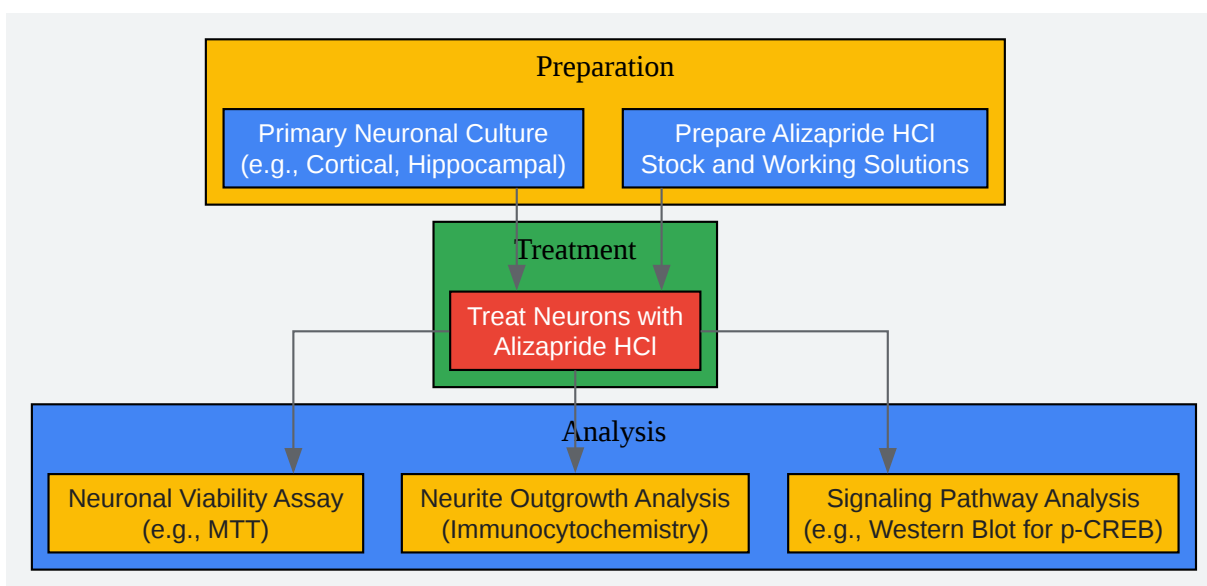 Preparation
Primary Neuronal Culture
(e.g., Cortical, Hippocampal)
Prepare Alizapride HCl
Stock and Working Solutions
Treatment
Treat Neurons with
Alizapride HCl
Analysis
Neuronal Viability Assay
(e.g., MTT)
Neurite Outgrowth Analysis
(Immunocytochemistry)
Signaling Pathway Analysis
(e.g., Western Blot for p-CREB)